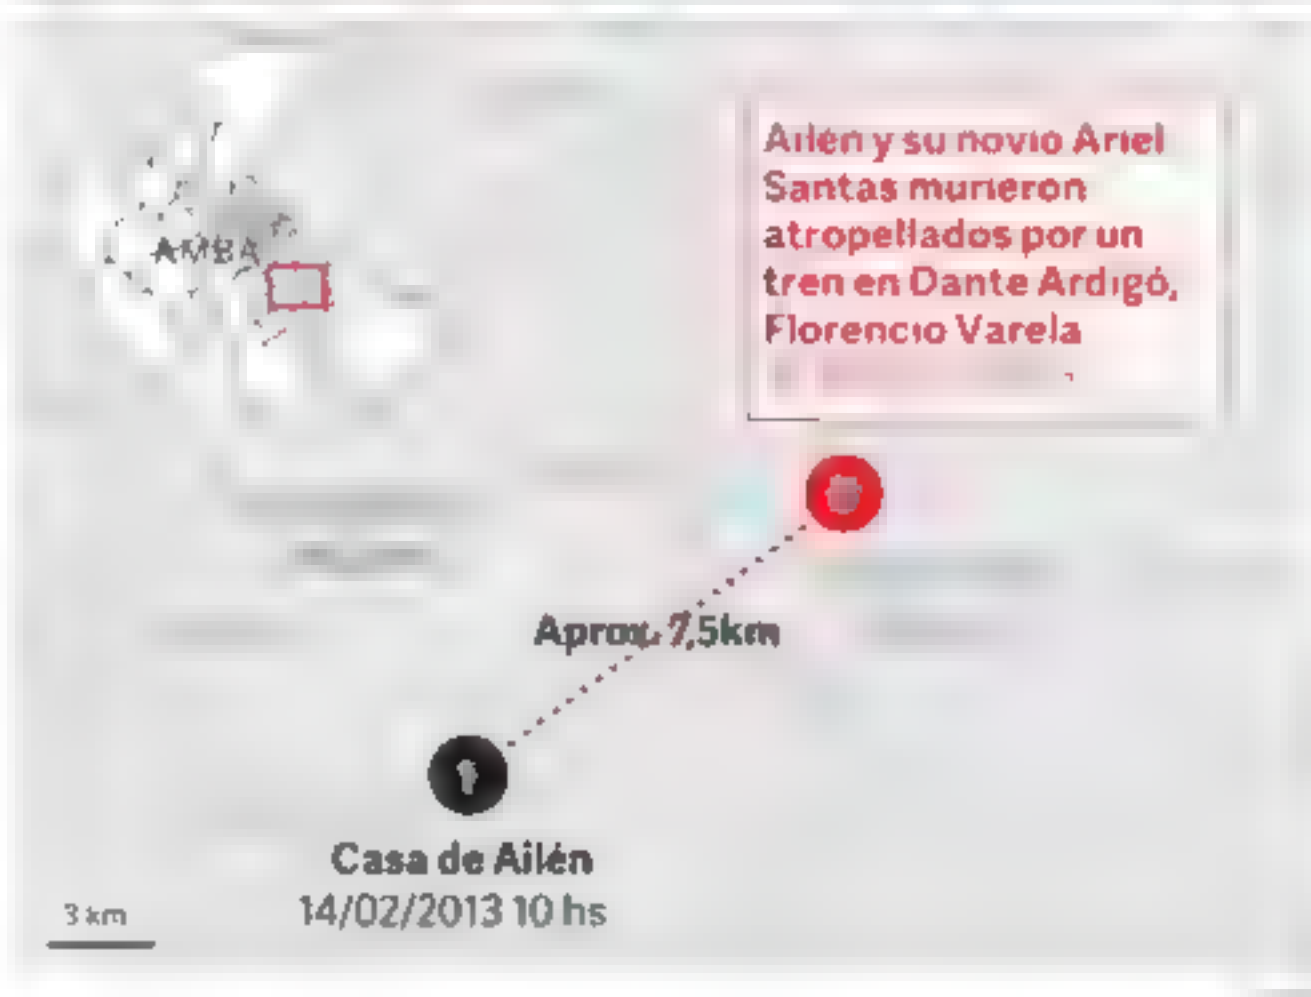 AMBA
Ailén y su novio Ariel
Santas murieron
atropellados por un
tren en Dante Ardigó,
Florencio Varela
Aprox. 7,5km
Casa de Ailén
14/02/2013 10 hs
3 km